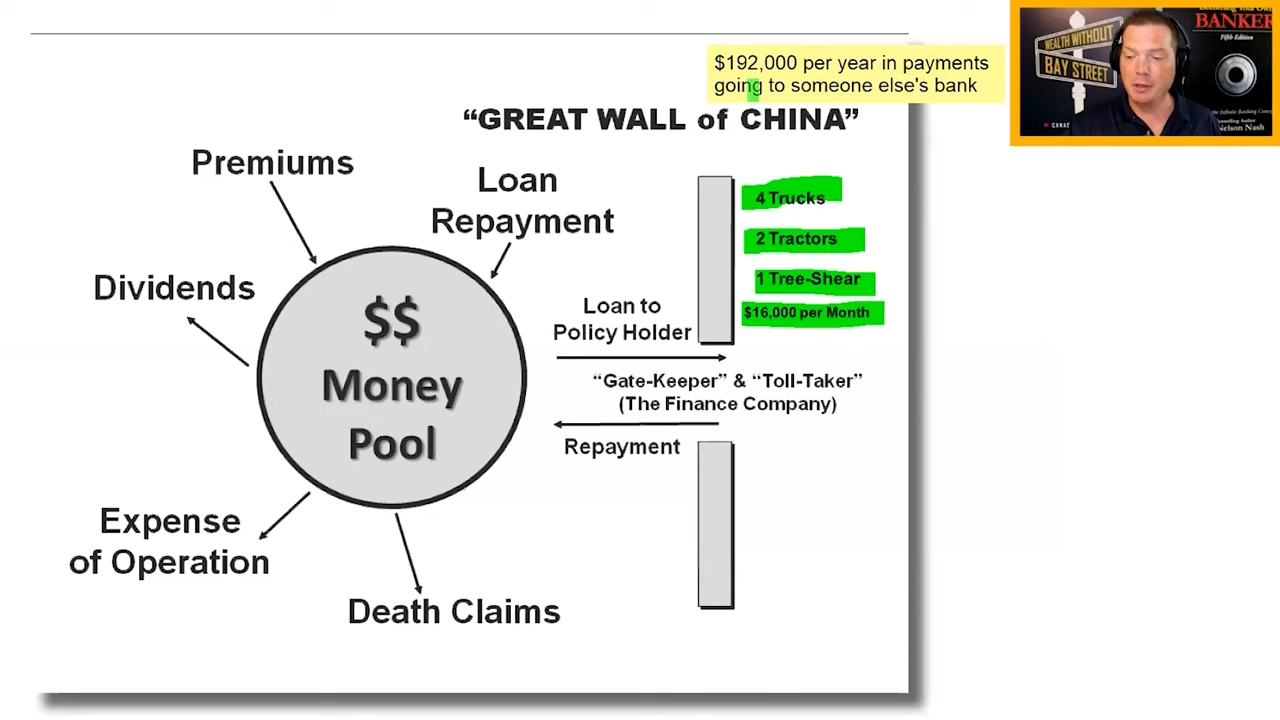 $192,000 per year in payments
going to someone else's bank
“GREAT WALL of CHINA”
Premiums
Loan
Repayment
Dividends
$$
Money
Pool
Loan to
Policy Holder
4 Trucks
2 Tractors
1 Tree-Shear
$16,000 per Month
“Gate-Keeper” & “Toll-Taker”
(The Finance Company)
Repayment
Expense
of Operation
Death Claims
WEALTH WITHOUT
BAY STREET
BANKER
Fifth Edition
the Infinite Banking
Nelson Nash